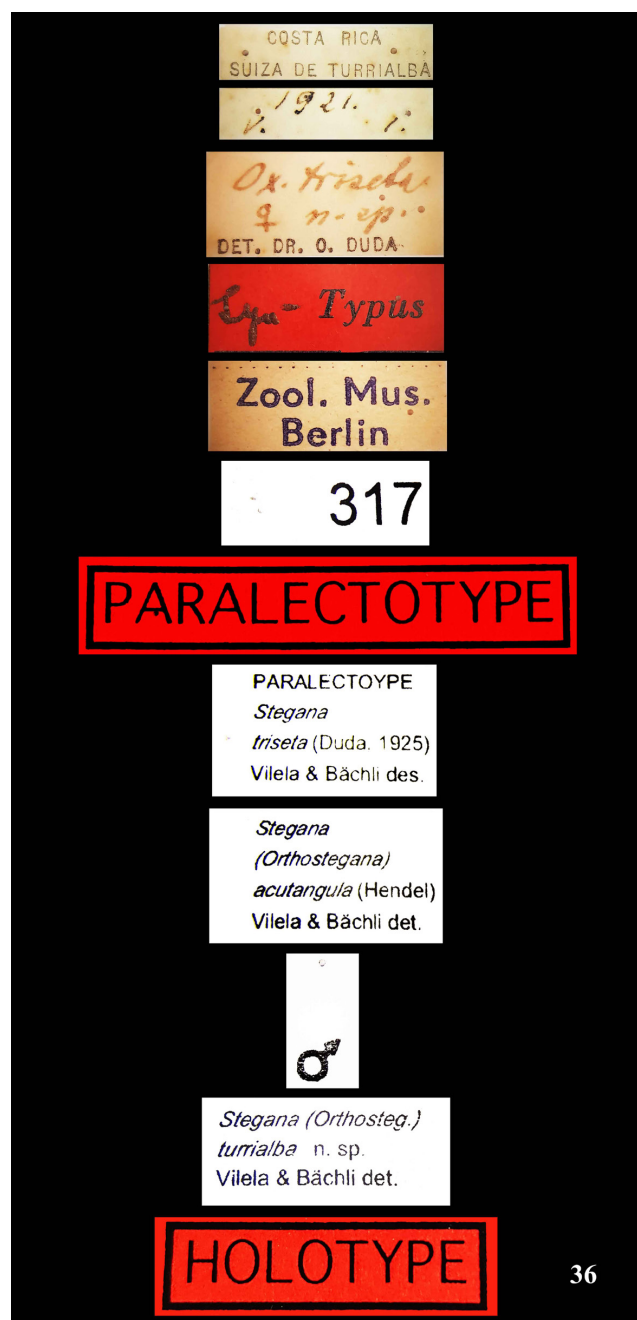 COSTA RICA
SUIZA DE TURRIALBA
1921.
V. i.
Ox. triseta
♀ n. sp.
DET. DR. O. DUDA
Typus
Zool. Mus.
Berlin
317
PARALECTOTYPE
PARALECTOYPE
Stegana
triseta (Duda. 1925)
Vilela & Bächli des.
Stegana
(Orthostegana)
acutangula (Hendel)
Vilela & Bächli det.
♂
Stegana (Orthosteg.)
turrialba n. sp.
Vilela & Bächli det.
HOLOTYPE
36